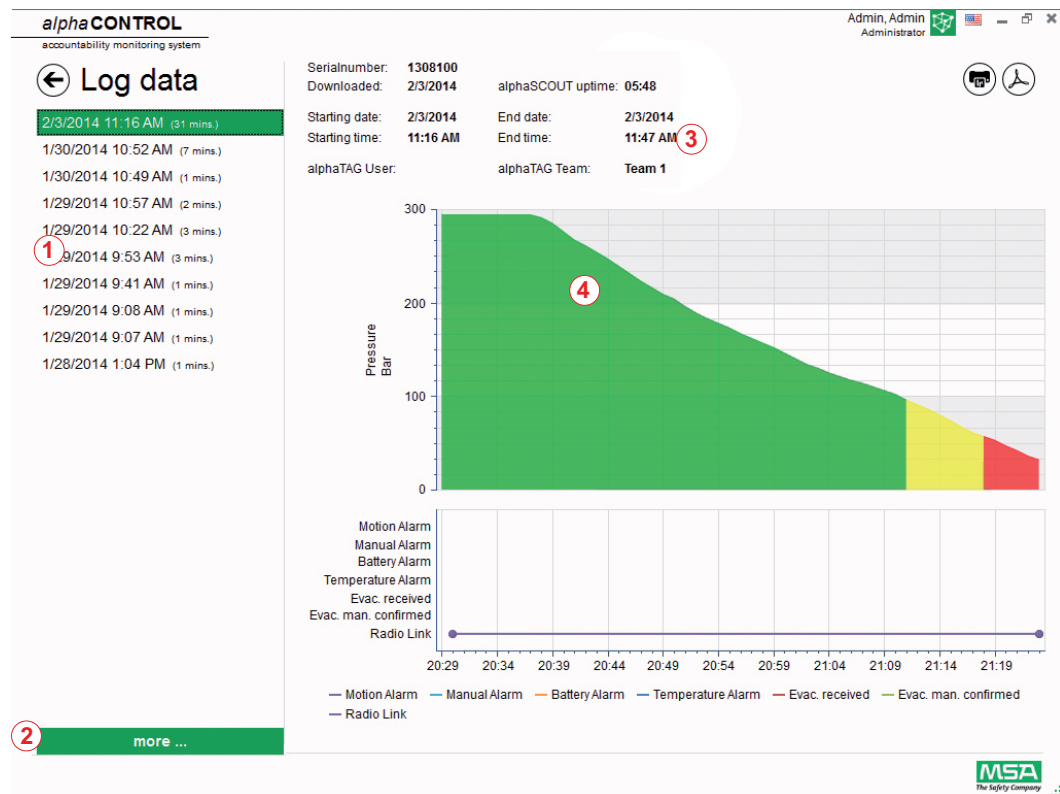 alphaCONTROL
accountability monitoring system
Admin, Admin
Administrator
Log data
2/3/2014 11:16 AM (31 mins.)
1/30/2014 10:52 AM (7 mins.)
1/30/2014 10:49 AM (1 mins.)
1/29/2014 10:57 AM (2 mins.)
1/29/2014 10:22 AM (3 mins.)
1
9/2014 9:53 AM (3 mins.)
1/29/2014 9:41 AM (1 mins.)
1/29/2014 9:08 AM (1 mins.)
1/29/2014 9:07 AM (1 mins.)
1/28/2014 1:04 PM (1 mins.)
2
more ...
Serialnumber: 1308100
Downloaded: 2/3/2014 alphaSCOUT uptime: 05:48
Starting date: 2/3/2014 End date: 2/3/2014
Starting time: 11:16 AM End time: 11:47 AM
3
alphaTAG User: alphaTAG Team: Team 1
Pressure
Bar
300
200
100
0
4
Motion Alarm
Manual Alarm
Battery Alarm
Temperature Alarm
Evac. received
Evac. man. confirmed
Radio Link
20:29 20:34 20:39 20:44 20:49 20:54 20:59 21:04 21:09 21:14 21:19
Motion Alarm Manual Alarm Battery Alarm Temperature Alarm Evac. received Evac. man. confirmed
Radio Link
MSA
The Safety Company